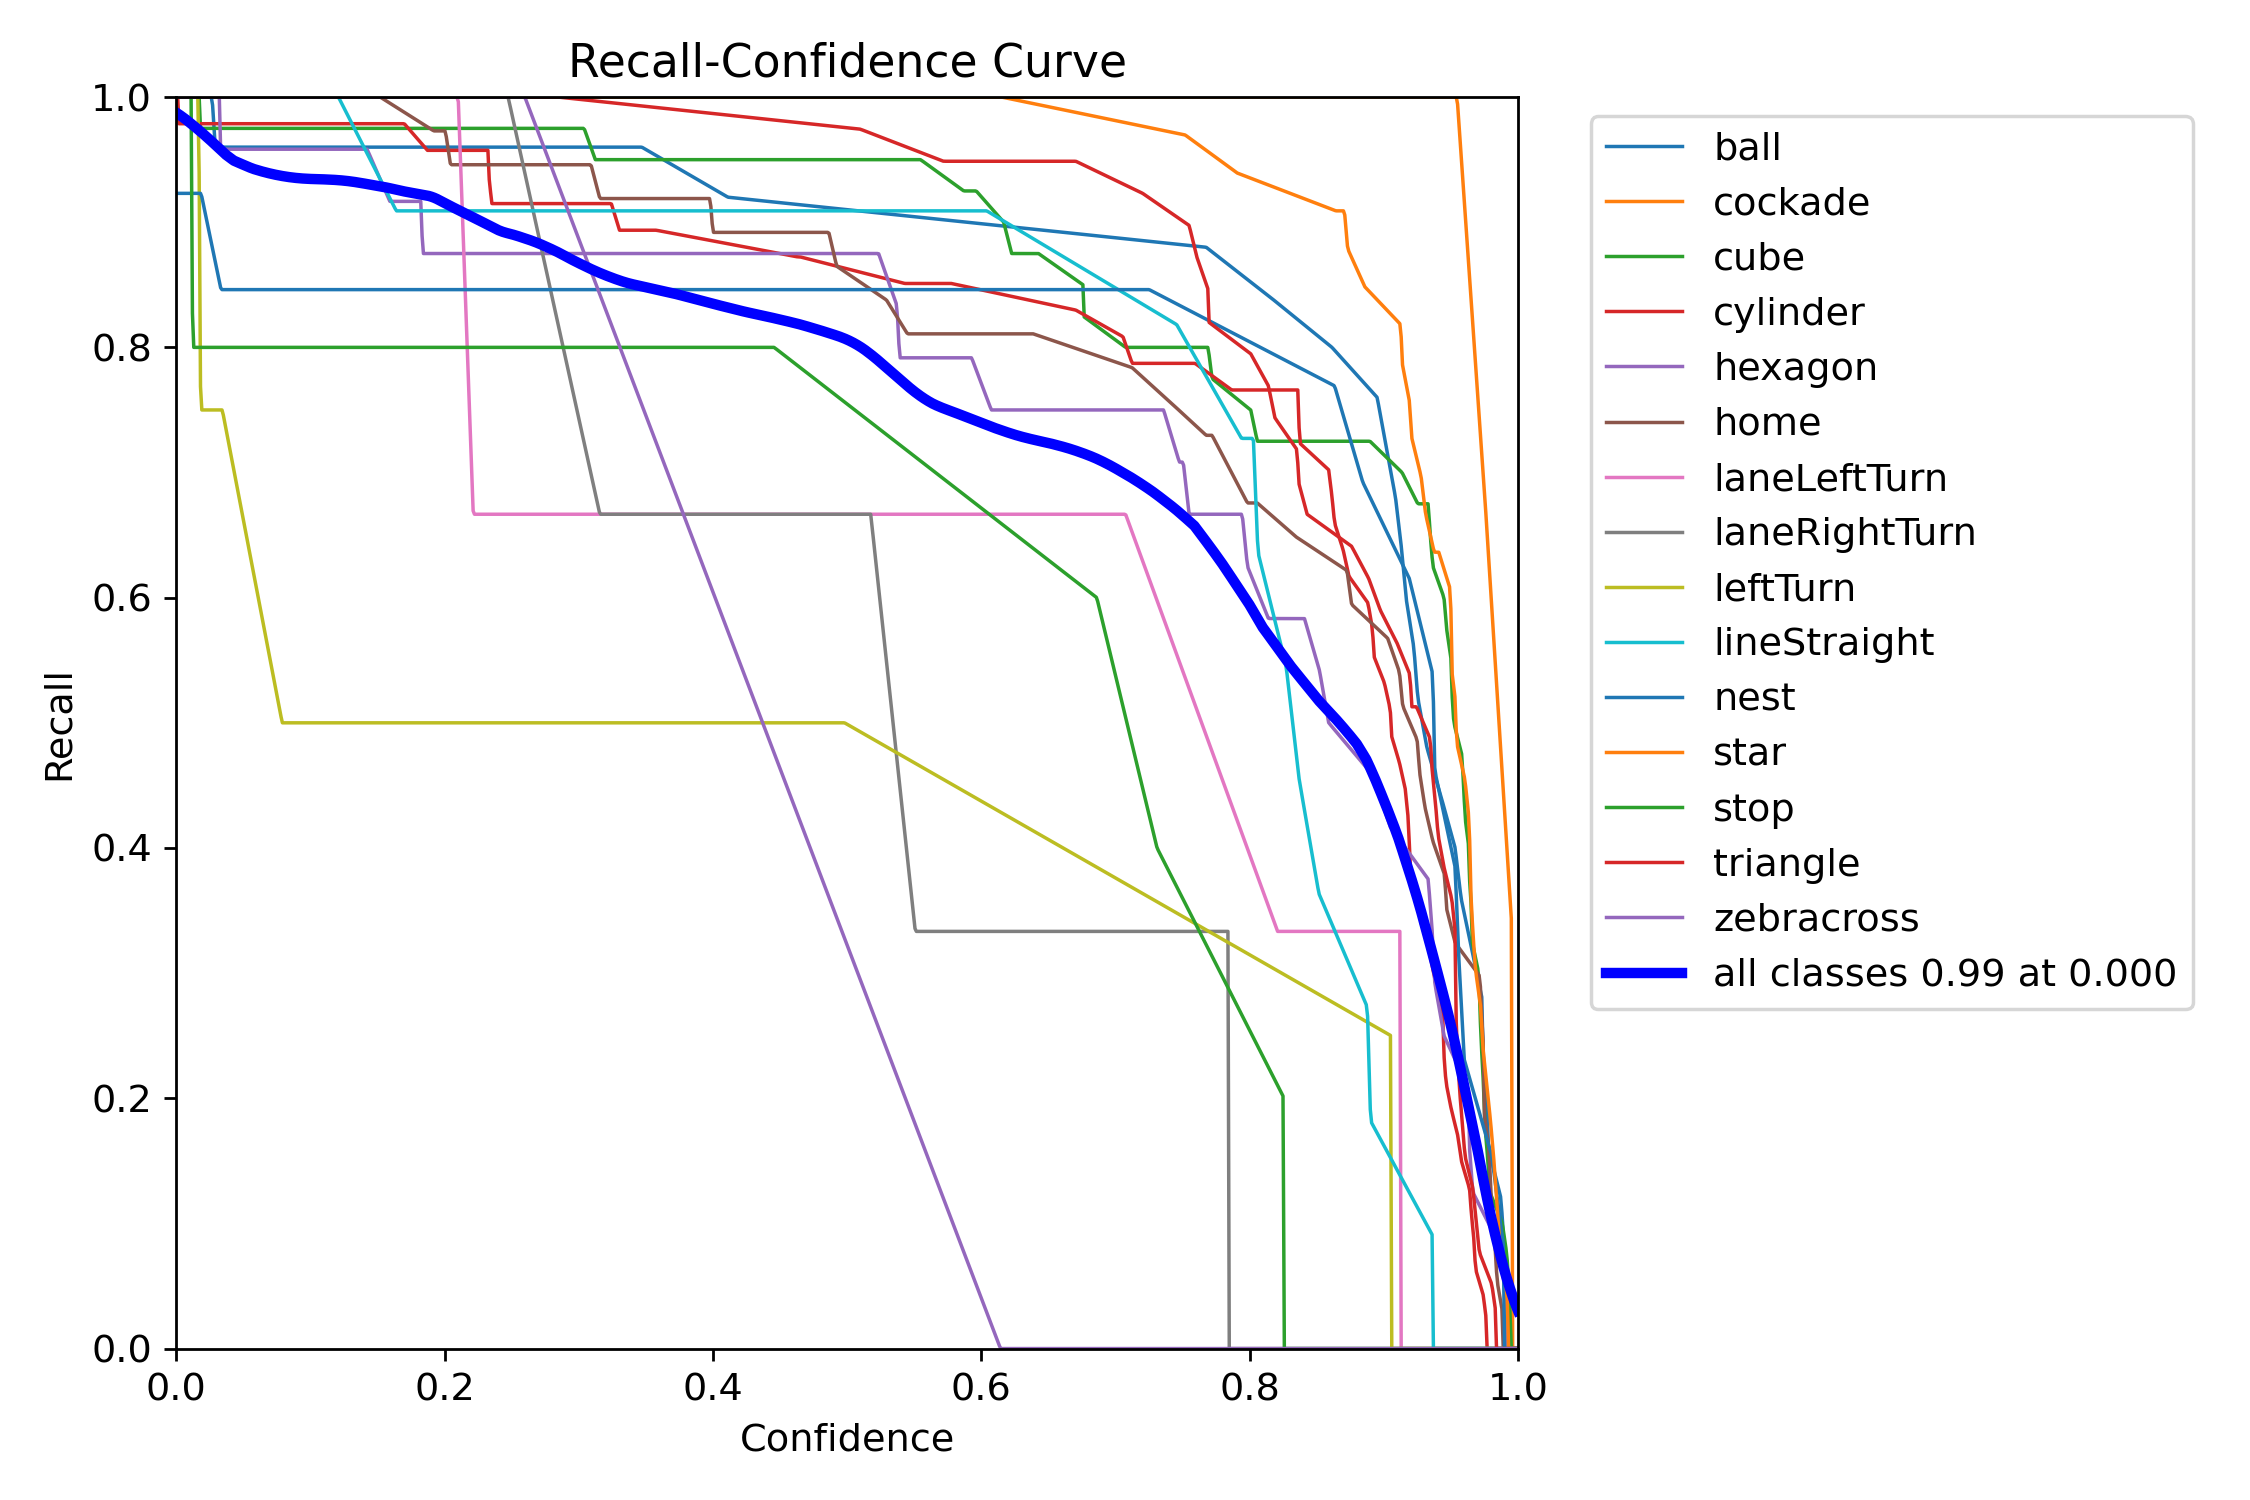 Recall-Confidence Curve
1.0
0.8
0.6
0.4
0.2
0.0
Recall
0.0 0.2 0.4 0.6 0.8 1.0
Confidence
ball
cockade
cube
cylinder
hexagon
home
laneLeftTurn
laneRightTurn
leftTurn
lineStraight
nest
star
stop
triangle
zebracross
all classes 0.99 at 0.000